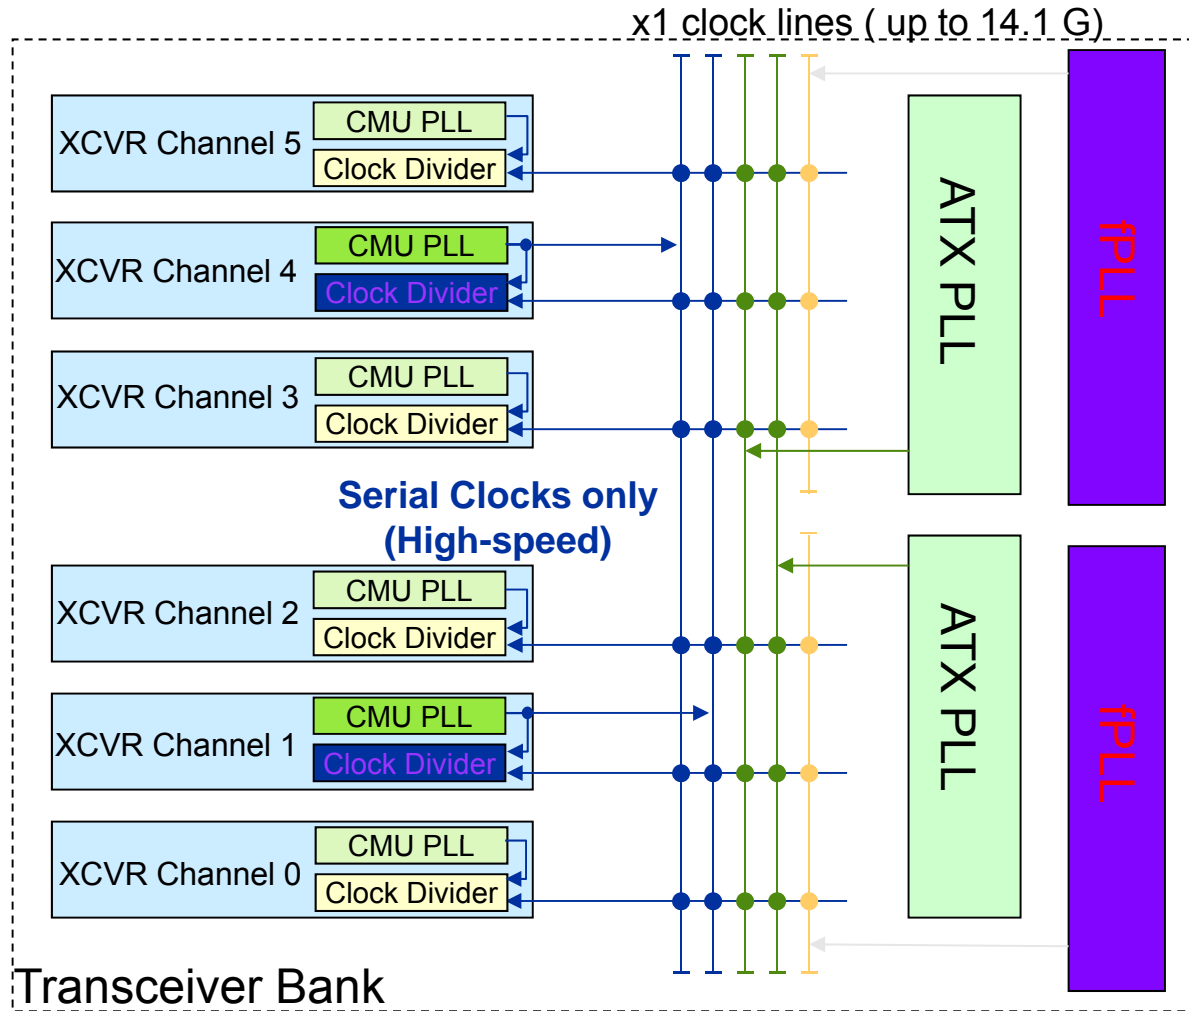 x1 clock lines ( up to 14.1 G)
XCVR Channel 5
CMU PLL
Clock Divider
XCVR Channel 4
CMU PLL
Clock Divider
XCVR Channel 3
CMU PLL
Clock Divider
ATX PLL
fPLL
Serial Clocks only
(High-speed)
XCVR Channel 2
CMU PLL
Clock Divider
XCVR Channel 1
CMU PLL
Clock Divider
XCVR Channel 0
CMU PLL
Clock Divider
ATX PLL
fPLL
Transceiver Bank